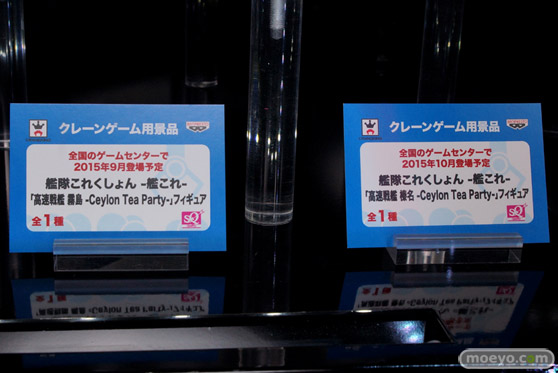 クレーンゲーム用景品
BANPRESTO
全国のゲームセンターで
2015年9月登場予定
艦隊これくしょん -艦これ-
「高速戦艦 霧島 -Ceylon Tea Party-」フィギュア
全1種
SQ
クレーンゲーム用景品
BANPRESTO
全国のゲームセンターで
2015年10月登場予定
艦隊これくしょん -艦これ-
「高速戦艦 榛名 -Ceylon Tea Party-」フィギュア
全1種
SQ
moeyo.com